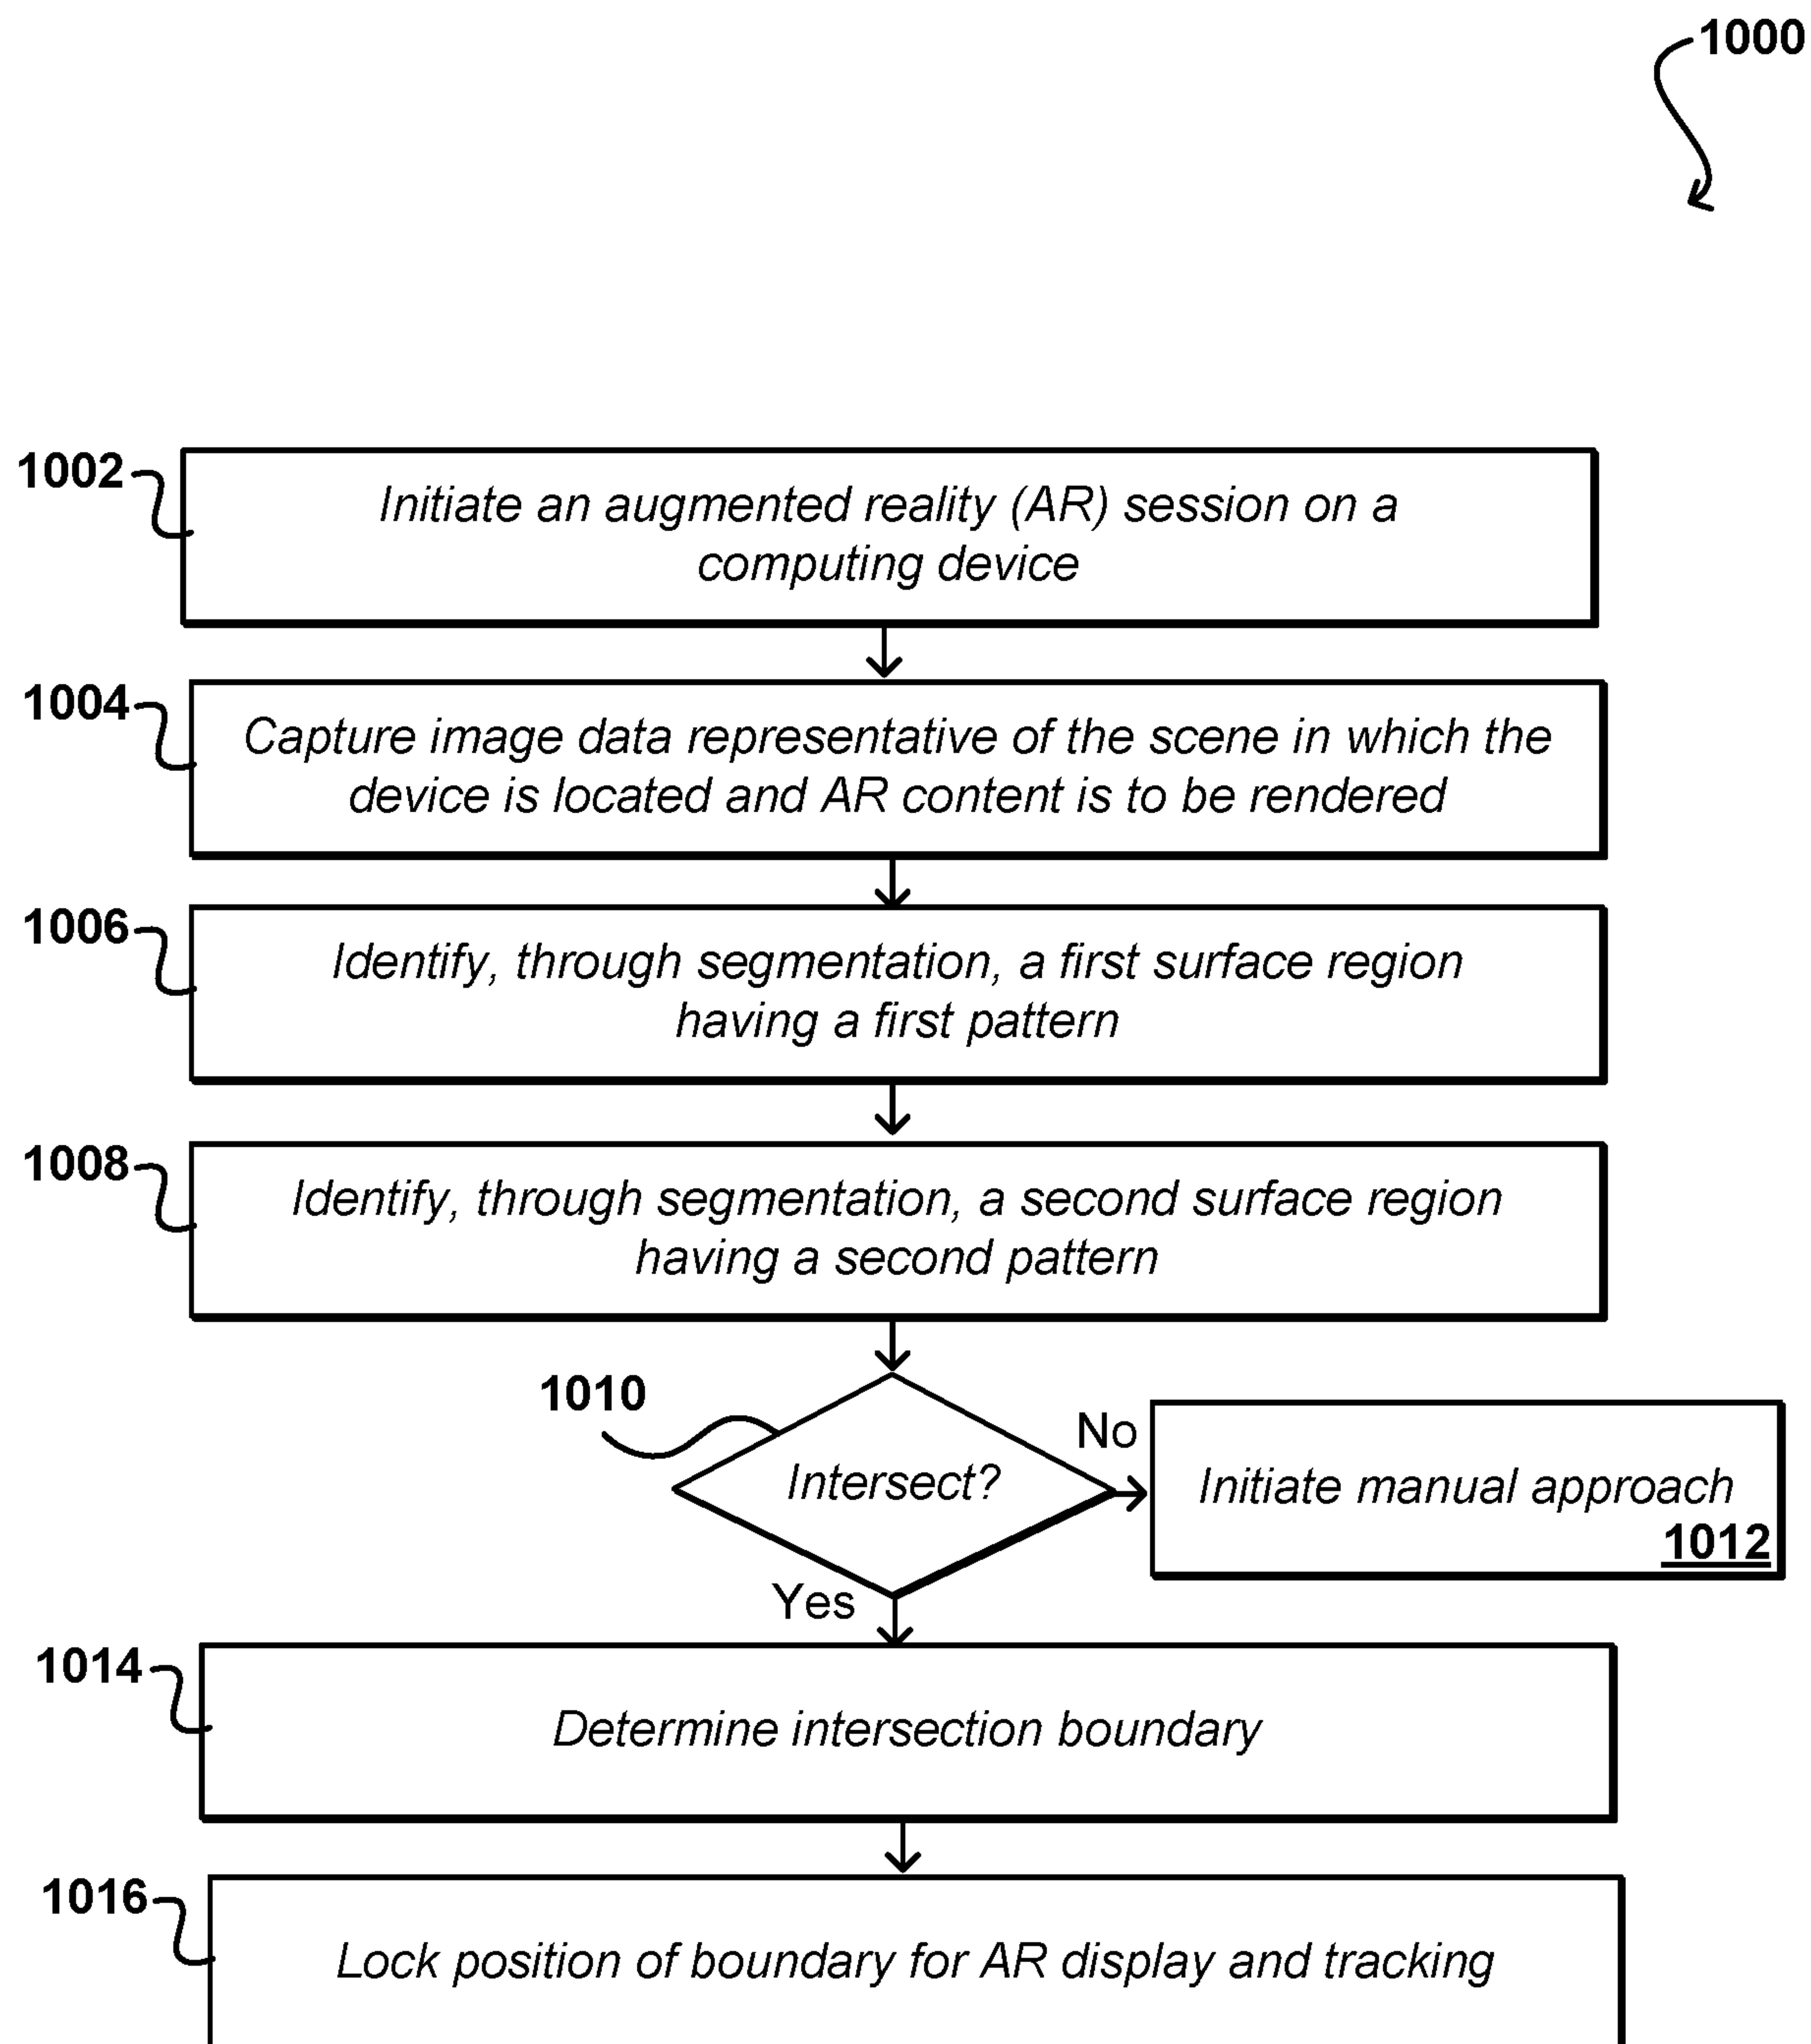 1000
1002
Initiate an augmented reality (AR) session on a
computing device
1004
Capture image data representative of the scene in which the
device is located and AR content is to be rendered
1006
Identify, through segmentation, a first surface region
having a first pattern
1008
Identify, through segmentation, a second surface region
having a second pattern
1010
Intersect?
No
Initiate manual approach
1012
Yes
1014
Determine intersection boundary
1016
Lock position of boundary for AR display and tracking